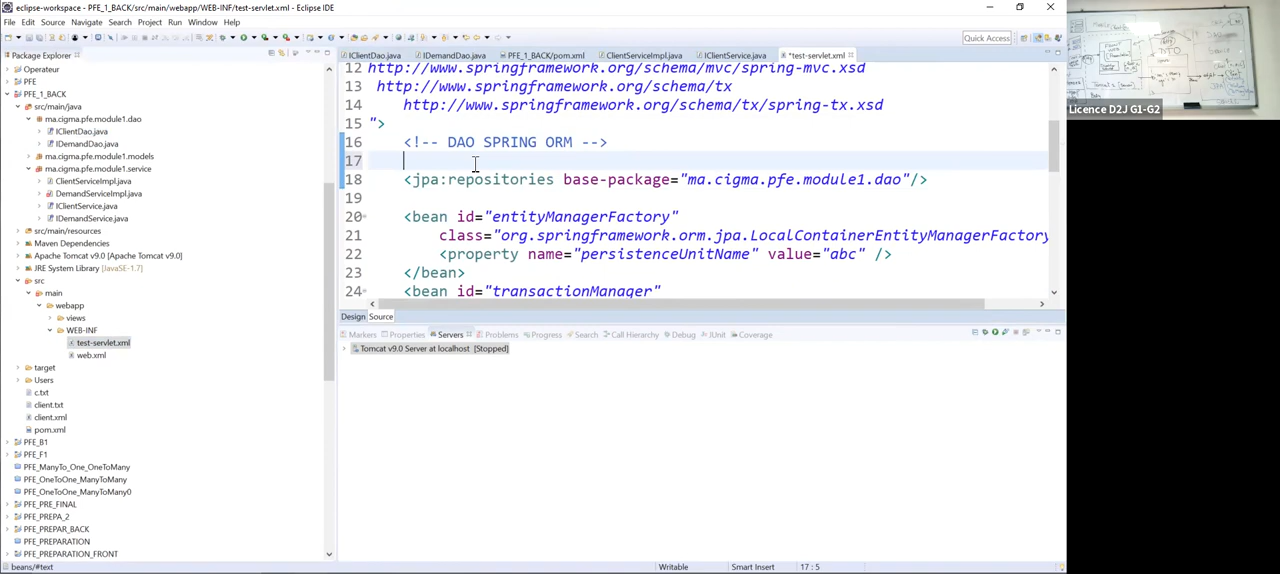 eclipse-workspace - PFE_1_BACK/src/main/webapp/WEB-INF/test-servlet.xml - Eclipse IDE
File Edit Source Navigate Search Project Run Window Help
Quick Access
Package Explorer
Operateur
PFE
PFE_1_BACK
src/main/java
ma.cigma.pfe.module1.dao
IClientDao.java
IDemandDao.java
ma.cigma.pfe.module1.models
ma.cigma.pfe.module1.service
ClientServiceImpl.java
DemandServiceImpl.java
IClientService.java
IDemandService.java
src/main/resources
Maven Dependencies
Apache Tomcat v9.0 [Apache Tomcat v9.0]
JRE System Library [JavaSE-1.7]
src
main
webapp
views
WEB-INF
test-servlet.xml
web.xml
target
Users
c.txt
client.txt
client.xml
pom.xml
PFE_B1
PFE_F1
PFE_ManyTo_One_OneToMany
PFE_OneToOne_ManyToMany
PFE_OneToOne_ManyToMany0
PFE_PRE_FINAL
PFE_PREPA_2
PFE_PREPAR_BACK
PFE_PREPARATION
PFE_PREPARATION_FRONT
IClientDao.java IDemandDao.java PFE_1_BACK/pom.xml ClientServiceImpl.java IClientService.java *test-servlet.xml
12 http://www.springframework.org/schema/mvc/spring-mvc.xsd
13 http://www.springframework.org/schema/tx
14 http://www.springframework.org/schema/tx/spring-tx.xsd
15 ">
16 <!-- DAO SPRING ORM -->
17
18 <jpa:repositories base-package="ma.cigma.pfe.module1.dao"/>
19
20 <bean id="entityManagerFactory"
21 class="org.springframework.orm.jpa.LocalContainerEntityManagerFactory
22 <property name="persistenceUnitName" value="abc" />
23 </bean>
24 <bean id="transactionManager"
Design Source
Markers Properties Servers Problems Progress Search Call Hierarchy Debug JUnit Coverage
Tomcat v9.0 Server at localhost [Stopped]
beans/#text
Writable Smart Insert 17 : 5
Licence D2J G1-G2